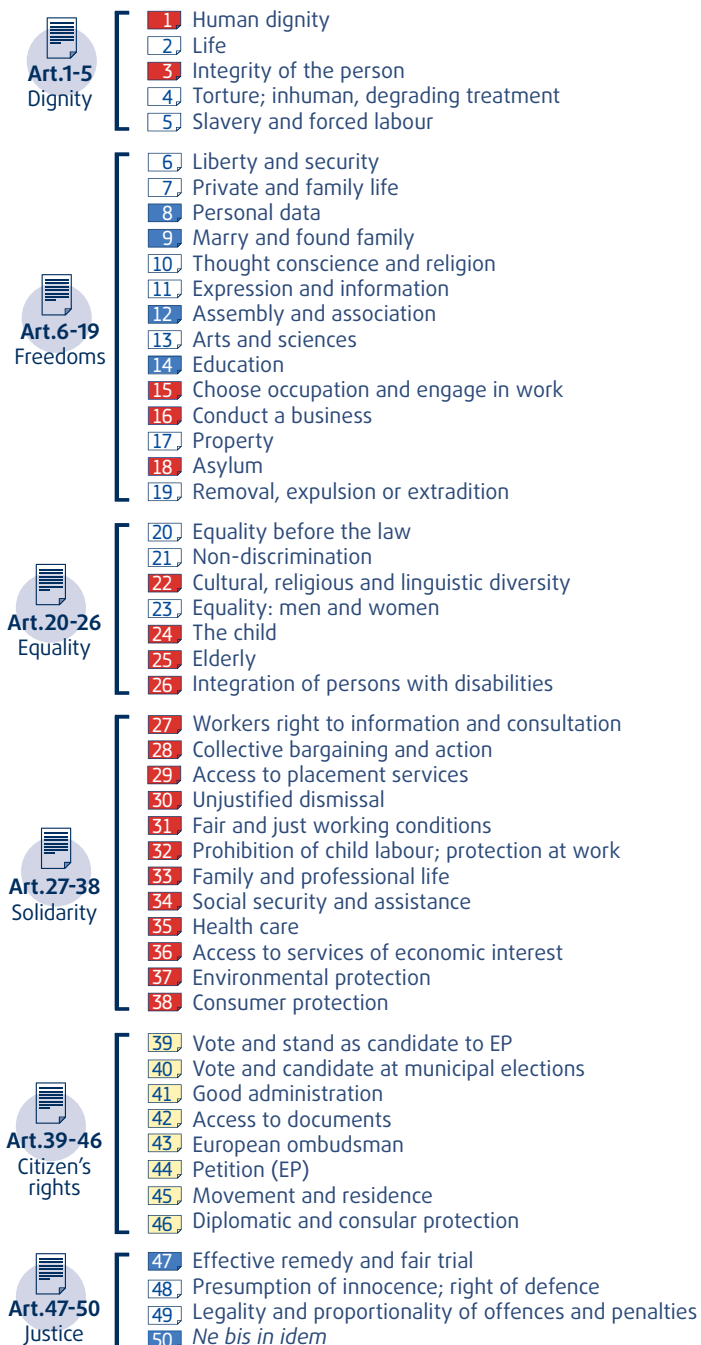 Art.1-5
Dignity
1 Human dignity
2 Life
3 Integrity of the person
4 Torture; inhuman, degrading treatment
5 Slavery and forced labour
Art.6-19
Freedoms
6 Liberty and security
7 Private and family life
8 Personal data
9 Marry and found family
10 Thought conscience and religion
11 Expression and information
12 Assembly and association
13 Arts and sciences
14 Education
15 Choose occupation and engage in work
16 Conduct a business
17 Property
18 Asylum
19 Removal, expulsion or extradition
Art.20-26
Equality
20 Equality before the law
21 Non-discrimination
22 Cultural, religious and linguistic diversity
23 Equality: men and women
24 The child
25 Elderly
26 Integration of persons with disabilities
Art.27-38
Solidarity
27 Workers right to information and consultation
28 Collective bargaining and action
29 Access to placement services
30 Unjustified dismissal
31 Fair and just working conditions
32 Prohibition of child labour; protection at work
33 Family and professional life
34 Social security and assistance
35 Health care
36 Access to services of economic interest
37 Environmental protection
38 Consumer protection
Art.39-46
Citizen's
rights
39 Vote and stand as candidate to EP
40 Vote and candidate at municipal elections
41 Good administration
42 Access to documents
43 European ombudsman
44 Petition (EP)
45 Movement and residence
46 Diplomatic and consular protection
Art.47-50
Justice
47 Effective remedy and fair trial
48 Presumption of innocence; right of defence
49 Legality and proportionality of offences and penalties
50 Ne bis in idem